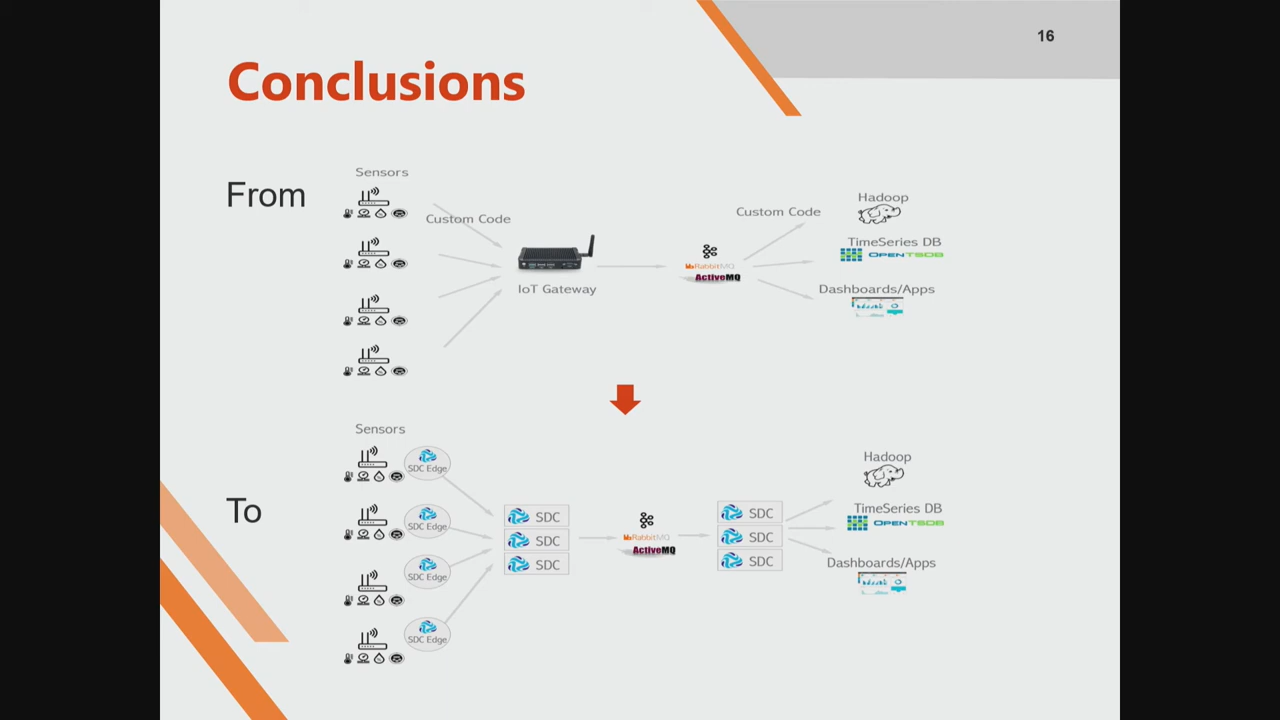 16
Conclusions
From
Sensors
Custom Code
IoT Gateway
RabbitMQ
ActiveMQ
Custom Code
Hadoop
TimeSeries DB
OPENTSDB
Dashboards/Apps
To
Sensors
SDC Edge
SDC Edge
SDC Edge
SDC Edge
SDC
SDC
SDC
RabbitMQ
ActiveMQ
SDC
SDC
SDC
Hadoop
TimeSeries DB
OPENTSDB
Dashboards/Apps